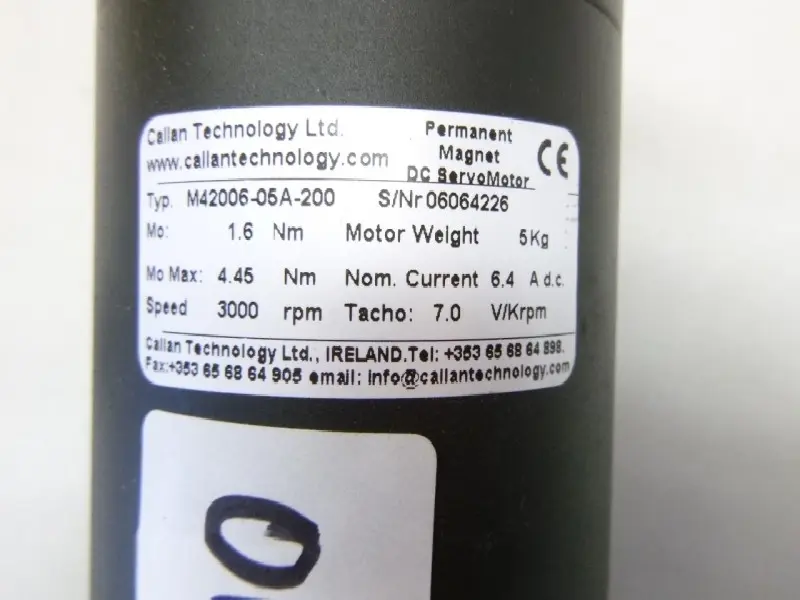 Callan Technology Ltd.
www.callantechnology.com
Permanent
Magnet
DC ServoMotor
CE
Typ. M42006-05A-200 S/Nr 06064226
Mo: 1.6 Nm Motor Weight 5Kg
Mo Max: 4.45 Nm Nom. Current 6.4 A d.c.
Speed 3000 rpm Tacho: 7.0 V/Krpm
Callan Technology Ltd., IRELAND.Tel: +353 65 68 64 898.
Fax:+353 65 68 64 905 email: info@callantechnology.com